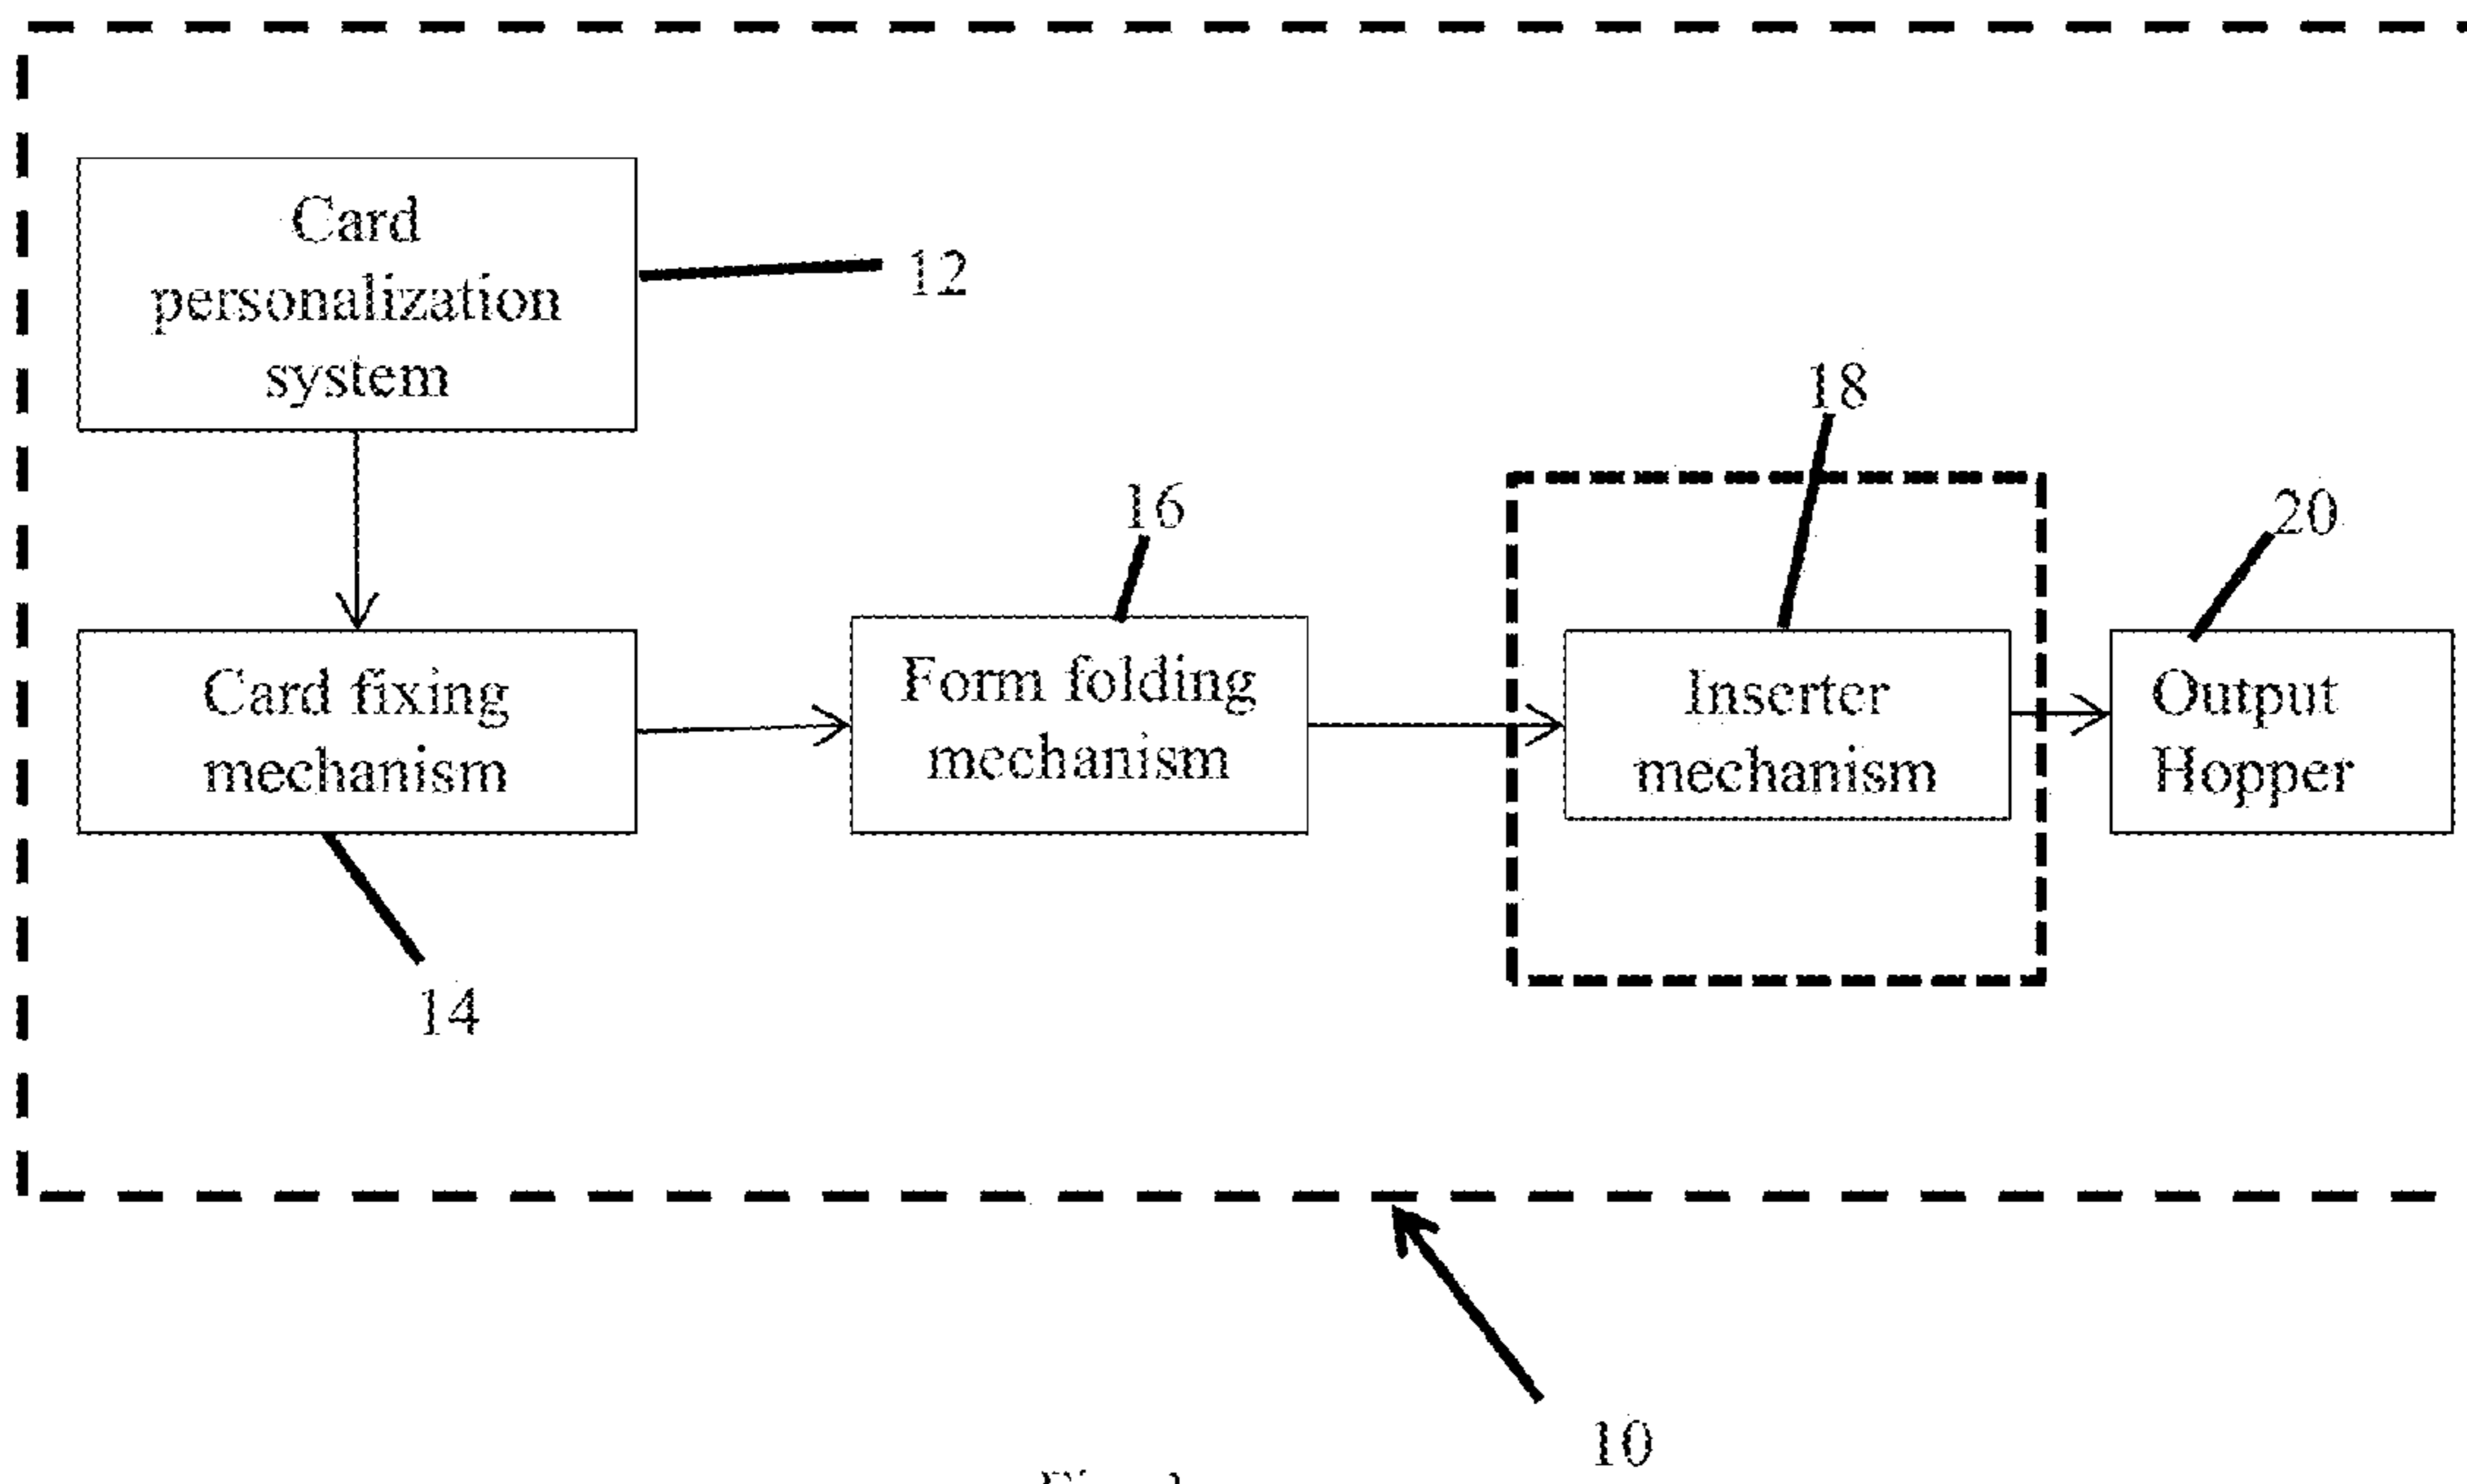 Card
personalization
system
12
18
16
20
Card fixing
mechanism
Form folding
mechanism
Inserter
mechanism
Output
Hopper
14
10